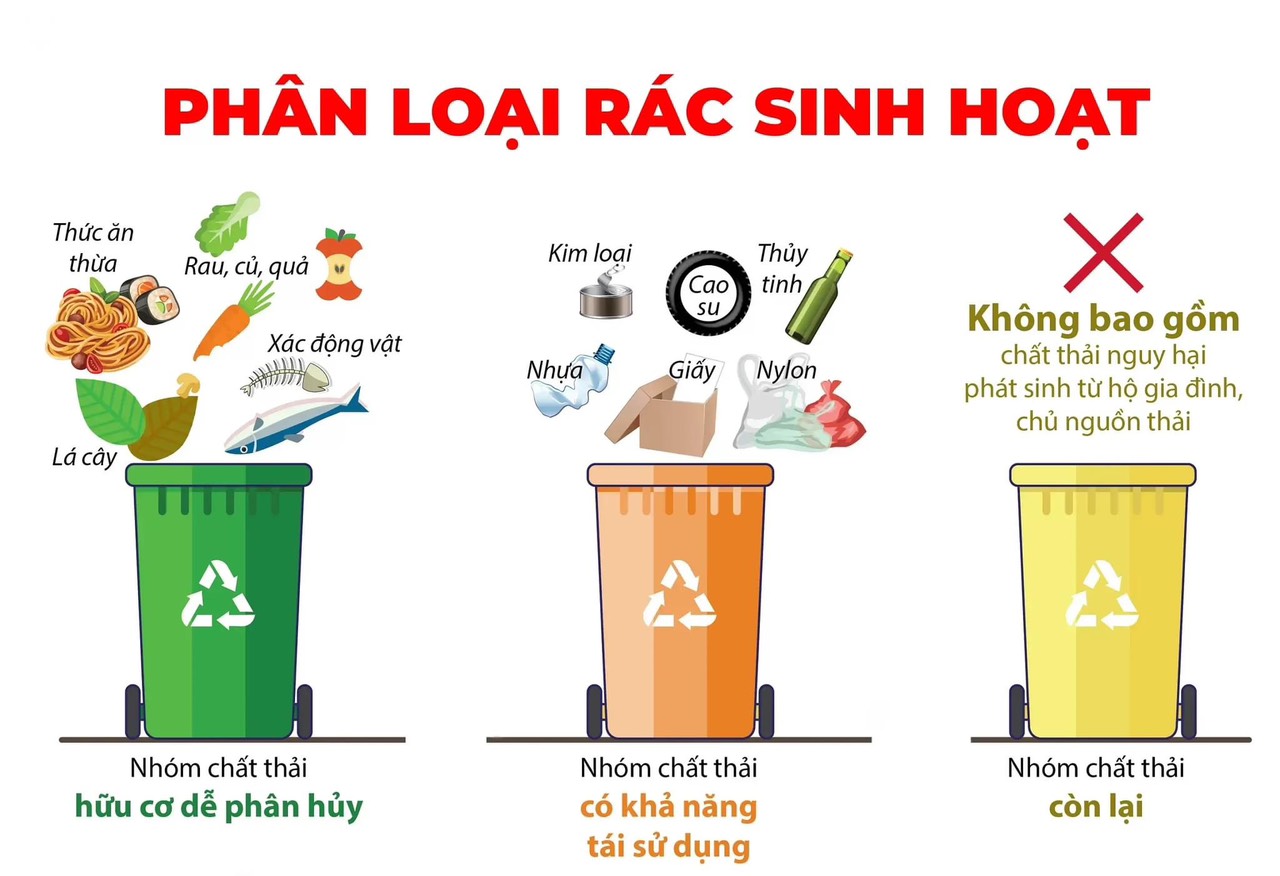 PHÂN LOẠI RÁC SINH HOẠT
Thức ăn
thừa
Rau, củ, quả
Xác động vật
Lá cây
Nhóm chất thải
hữu cơ dễ phân hủy
Kim loại
Cao
su
Thủy
tinh
Nhựa
Giấy
Nylon
Nhóm chất thải
có khả năng
tái sử dụng
Không bao gồm
chất thải nguy hại
phát sinh từ hộ gia đình,
chủ nguồn thải
Nhóm chất thải
còn lại